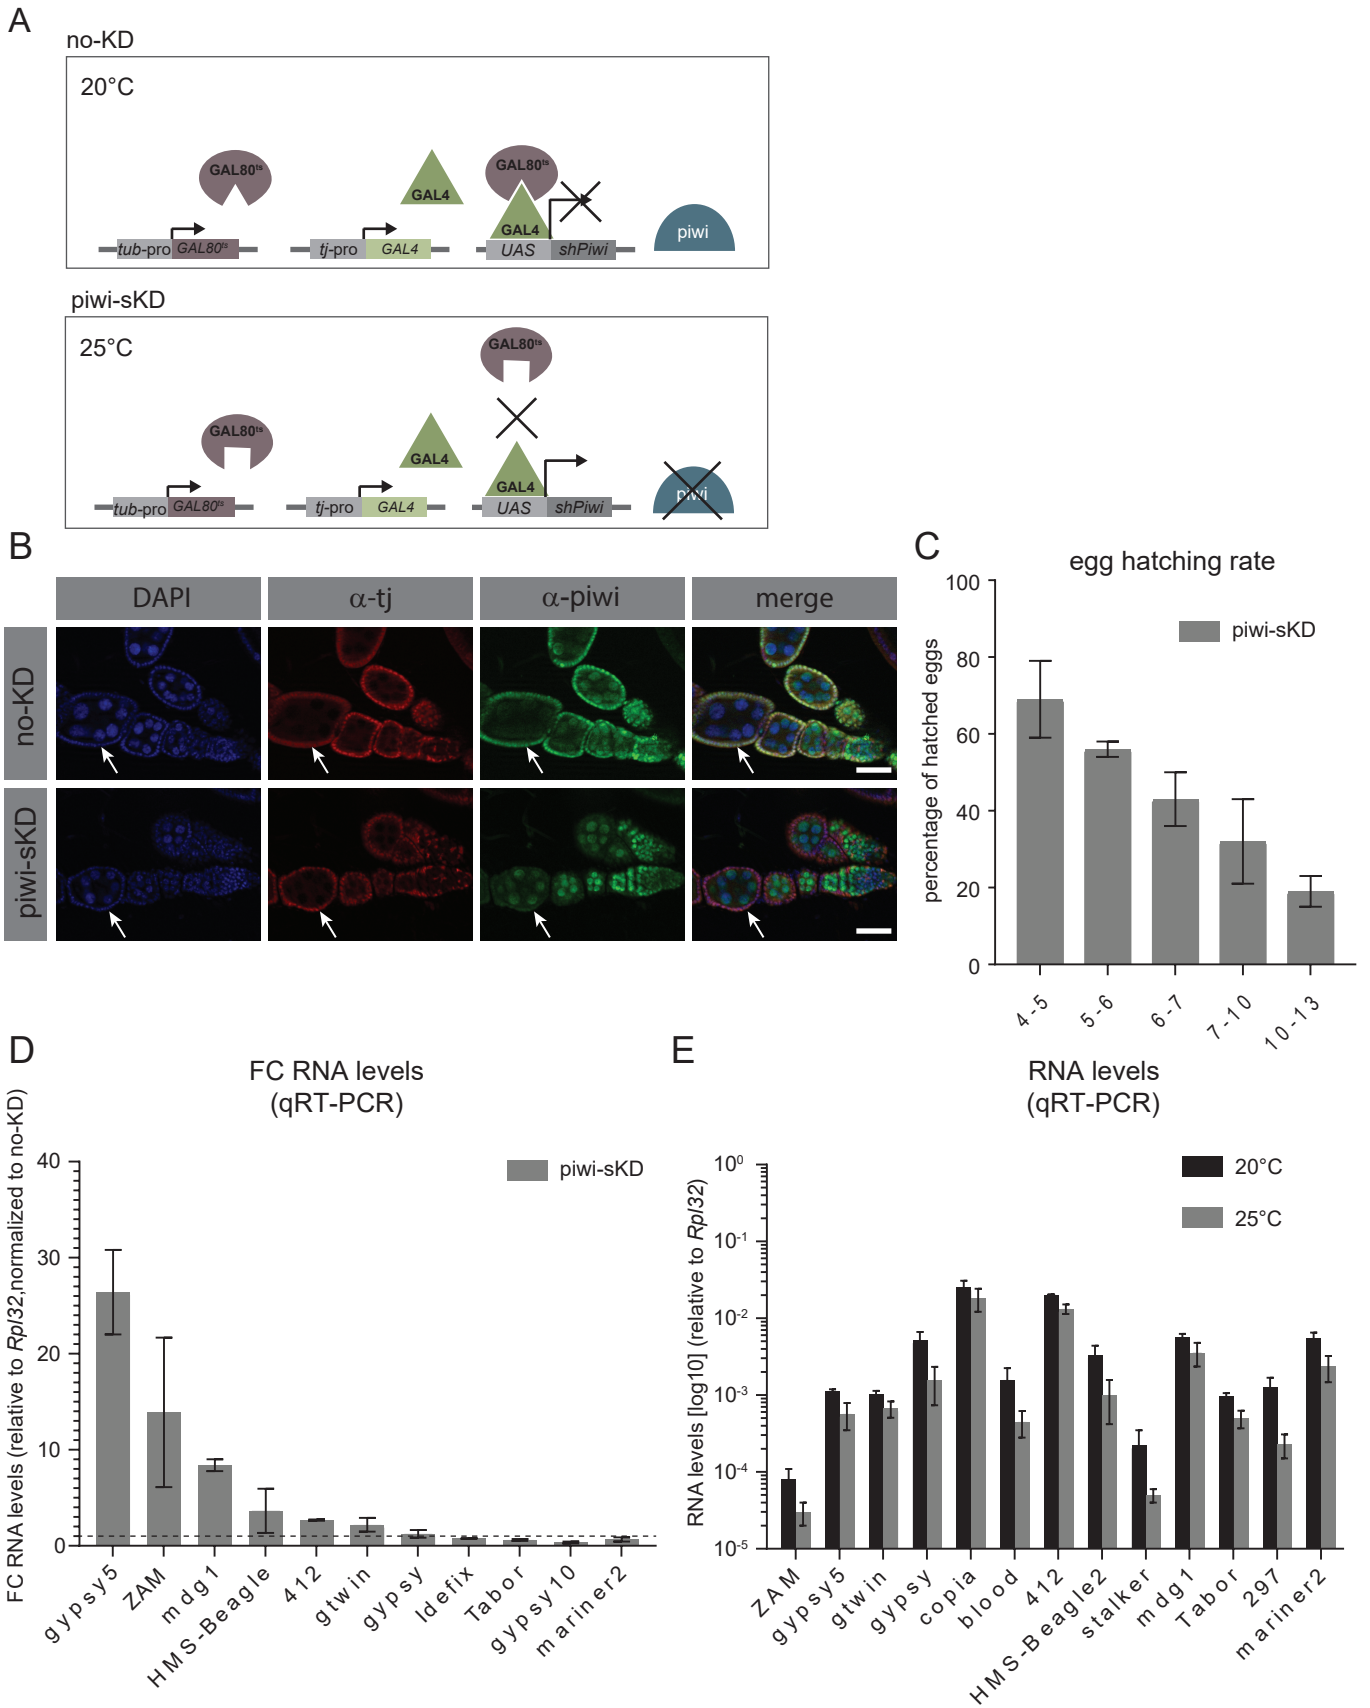 A
no-KD
20°C
GAL80ts
GAL4
GAL80ts
GAL4
tub-pro GAL80ts
tj-pro GAL4
UAS shPiwi
piwi
piwi-sKD
25°C
GAL80ts
GAL80ts
GAL4
GAL4
tub-pro GAL80ts
tj-pro GAL4
UAS shPiwi
piwi
B
DAPI α-tj α-piwi merge
no-KD
piwi-sKD
C
egg hatching rate
piwi-sKD
percentage of hatched eggs
100
80
60
40
20
0
4-5 5-6 6-7 7-10 10-13
D
FC RNA levels
(qRT-PCR)
piwi-sKD
FC RNA levels (relative to Rpl32,normalized to no-KD)
40
30
20
10
0
gypsy5 ZAM mdg1 HMS-Beagle 412 gtwin gypsy Idefix Tabor gypsy10 mariner2
E
RNA levels
(qRT-PCR)
20°C
25°C
RNA levels [log10] (relative to Rpl32)
10⁰
10⁻¹
10⁻²
10⁻³
10⁻⁴
10⁻⁵
ZAM gypsy5 gtwin gypsy copia blood 412 HMS-Beagle2 stalker mdg1 Tabor 297 mariner2